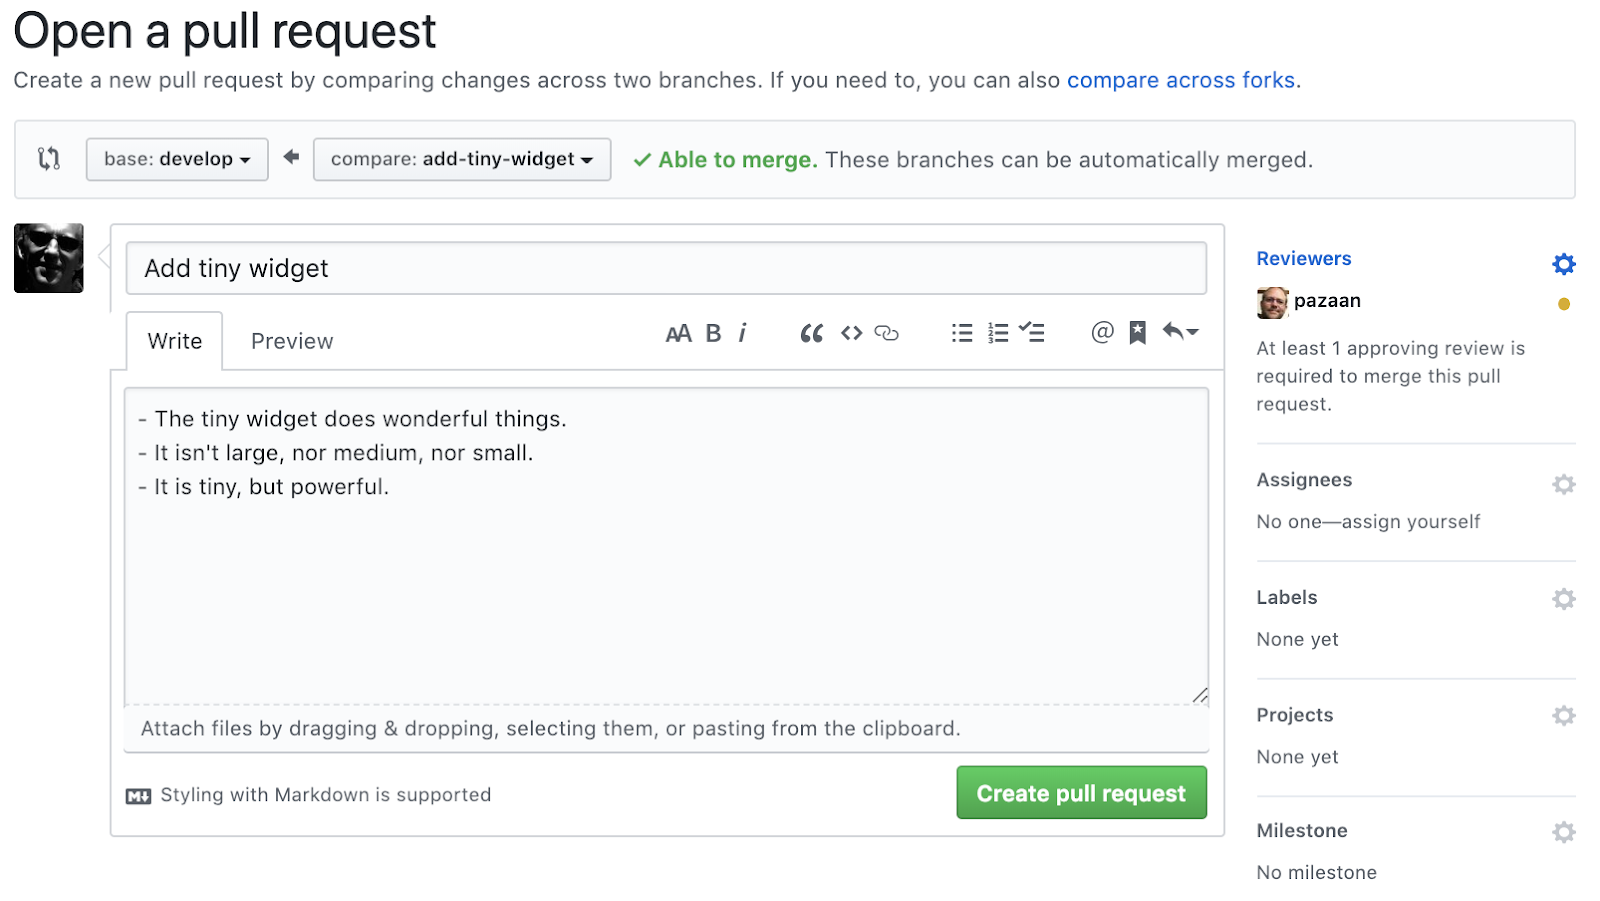 Open a pull request
Create a new pull request by comparing changes across two branches. If you need to, you can also compare across forks.
base: develop
compare: add-tiny-widget
Able to merge. These branches can be automatically merged.
Add tiny widget
Write
Preview
AA B i
- The tiny widget does wonderful things.
- It isn't large, nor medium, nor small.
- It is tiny, but powerful.
Attach files by dragging & dropping, selecting them, or pasting from the clipboard.
Styling with Markdown is supported
Create pull request
Reviewers
pazaan
At least 1 approving review is
required to merge this pull
request.
Assignees
No one—assign yourself
Labels
None yet
Projects
None yet
Milestone
No milestone